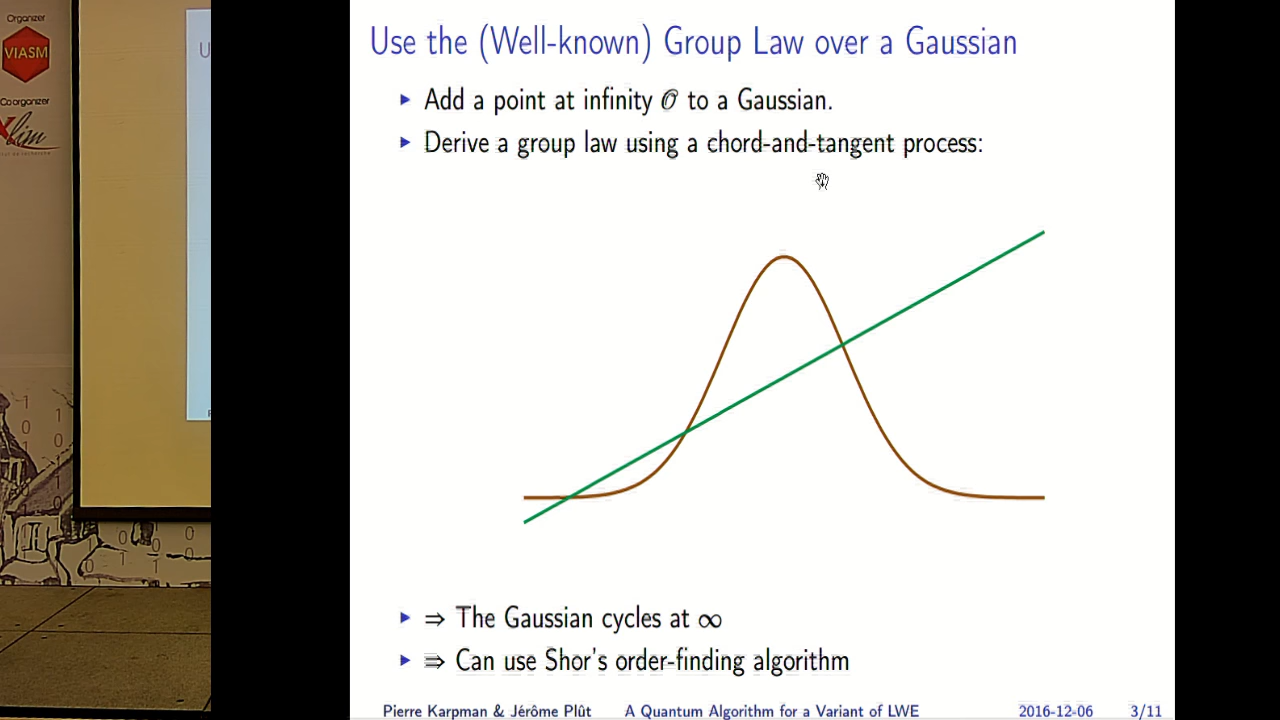 Organizer
VIASM
Co organizer
Xlim
Use the (Well-known) Group Law over a Gaussian
▶ Add a point at infinity 𝒪 to a Gaussian.
▶ Derive a group law using a chord-and-tangent process:
▶ ⇒ The Gaussian cycles at ∞
▶ ⇒ Can use Shor's order-finding algorithm
Pierre Karpman & Jérôme Plût A Quantum Algorithm for a Variant of LWE 2016-12-06 3/11